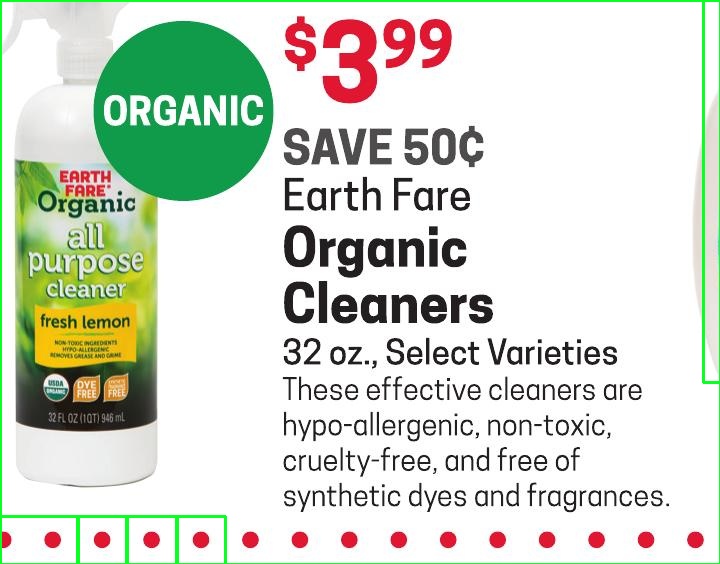 ORGANIC
EARTH
FARE
Organic
all
purpose
cleaner
fresh lemon
NON-TOXIC INGREDIENTS
HYPO-ALLERGENIC
REMOVES GREASE AND GRIME
USDA
ORGANIC
DYE
FREE
FREE
32 FL OZ (1QT) 946 mL
$3.99
SAVE 50¢
Earth Fare
Organic
Cleaners
32 oz., Select Varieties
These effective cleaners are
hypo-allergenic, non-toxic,
cruelty-free, and free of
synthetic dyes and fragrances.